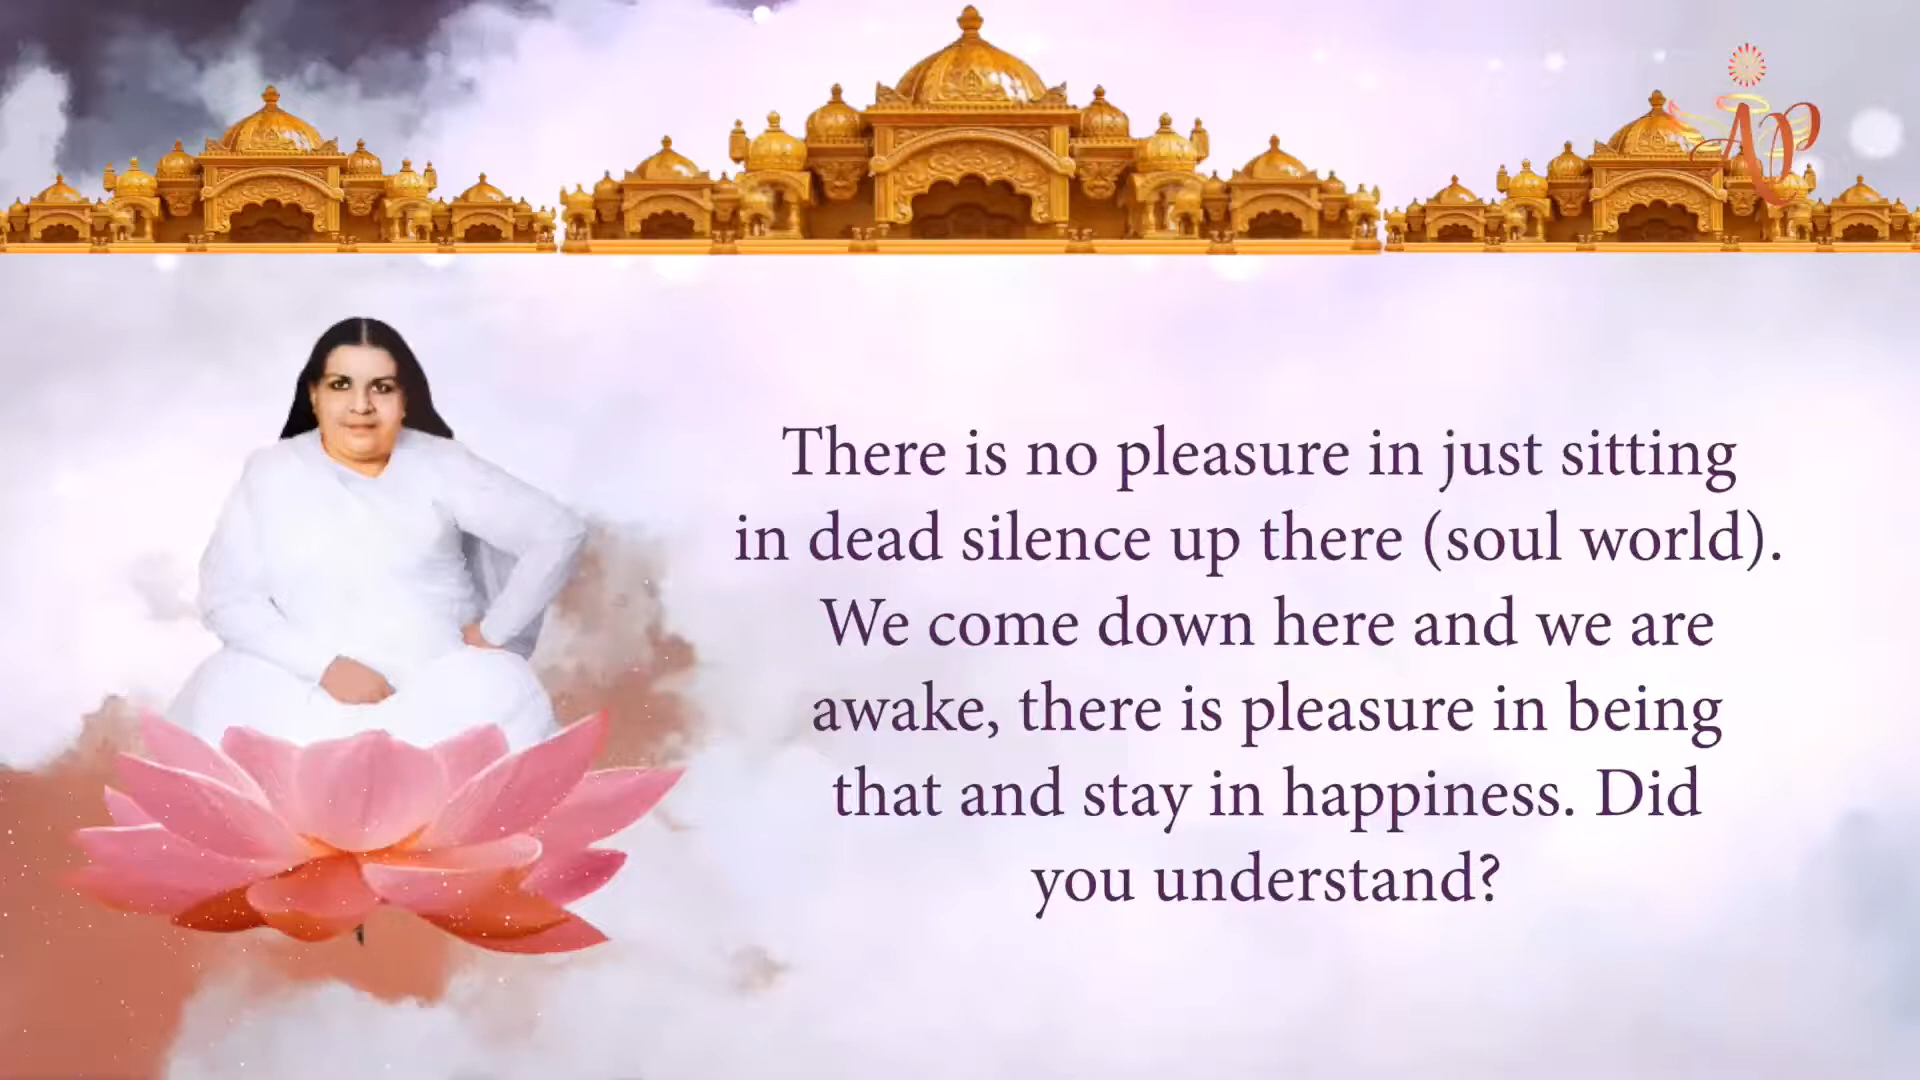 AP
There is no pleasure in just sitting
in dead silence up there (soul world).
We come down here and we are
awake, there is pleasure in being
that and stay in happiness. Did
you understand?